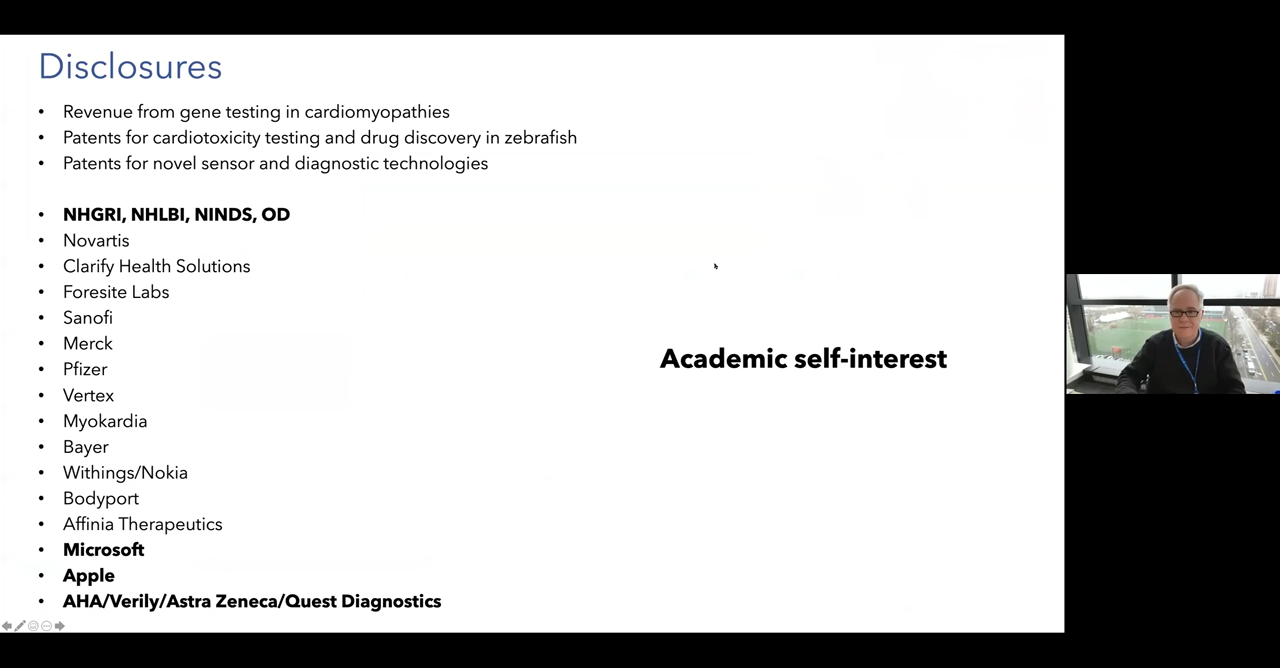 Disclosures
• Revenue from gene testing in cardiomyopathies
• Patents for cardiotoxicity testing and drug discovery in zebrafish
• Patents for novel sensor and diagnostic technologies
• NHGRI, NHLBI, NINDS, OD
• Novartis
• Clarify Health Solutions
• Foresite Labs
• Sanofi
• Merck
• Pfizer
• Vertex
• Myokardia
• Bayer
• Withings/Nokia
• Bodyport
• Affinia Therapeutics
• Microsoft
• Apple
• AHA/Verily/Astra Zeneca/Quest Diagnostics
Academic self-interest